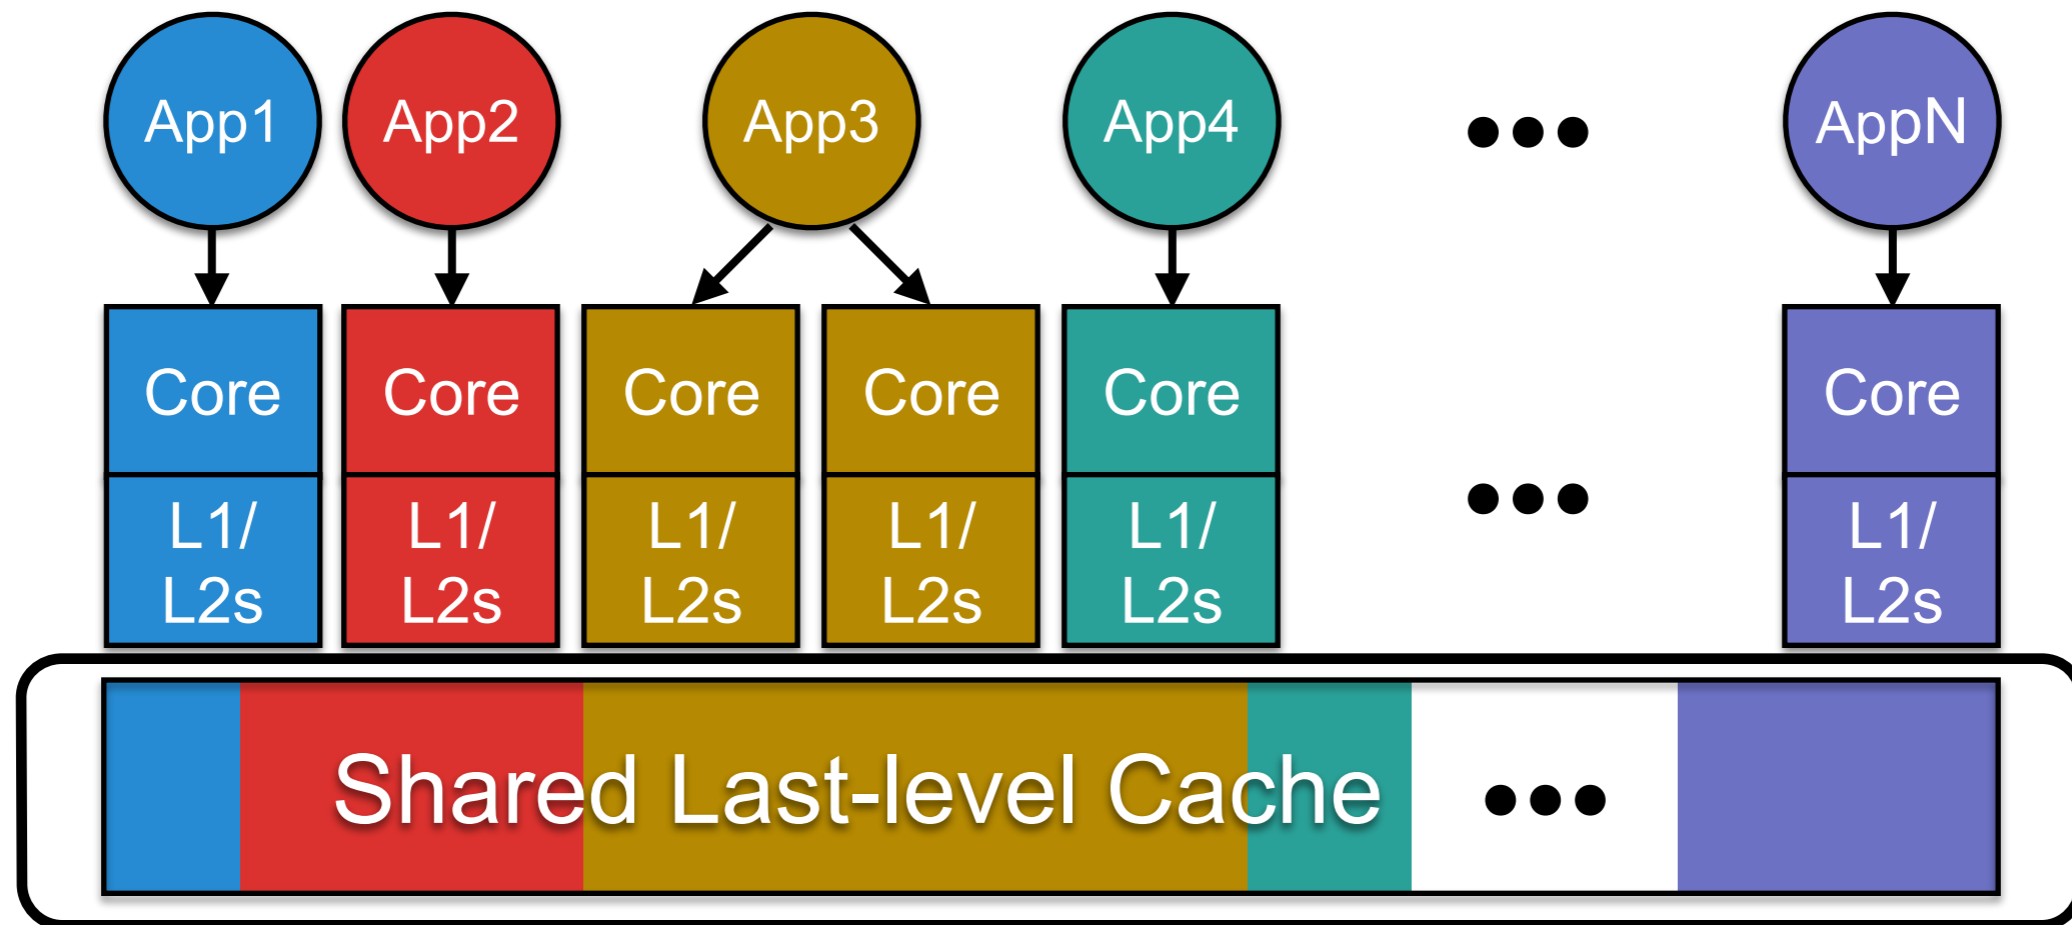 App1 App2 App3 App4 ••• AppN
Core Core Core Core Core ••• Core
L1/ L1/ L1/ L1/ L1/ L1/
L2s L2s L2s L2s L2s L2s
Shared Last-level Cache •••